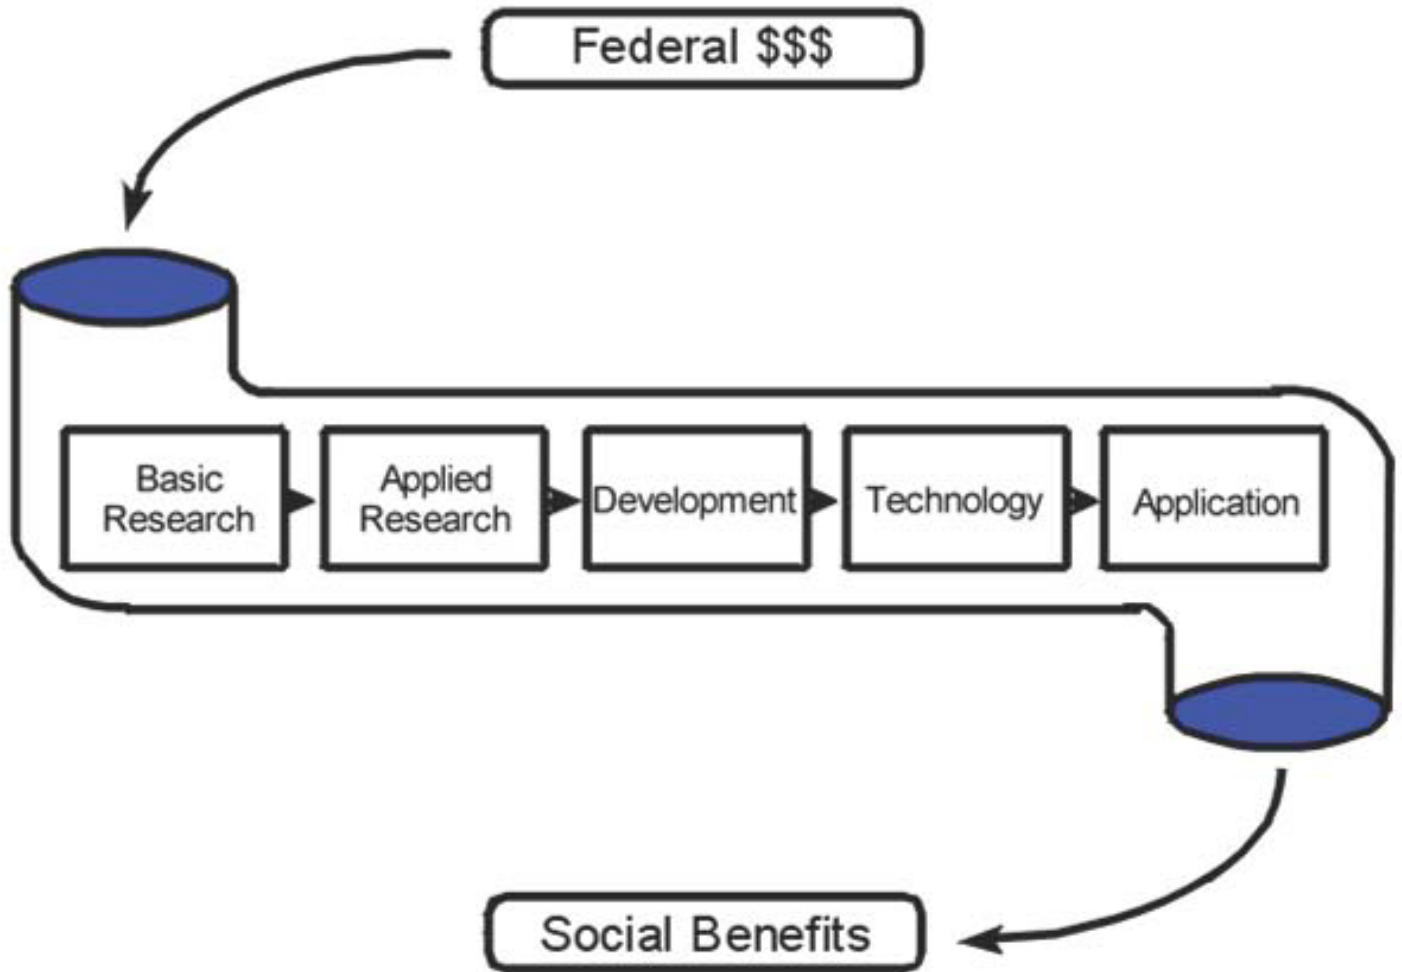 Federal $$$
Basic
Research
Applied
Research
Development
Technology
Application
Social Benefits